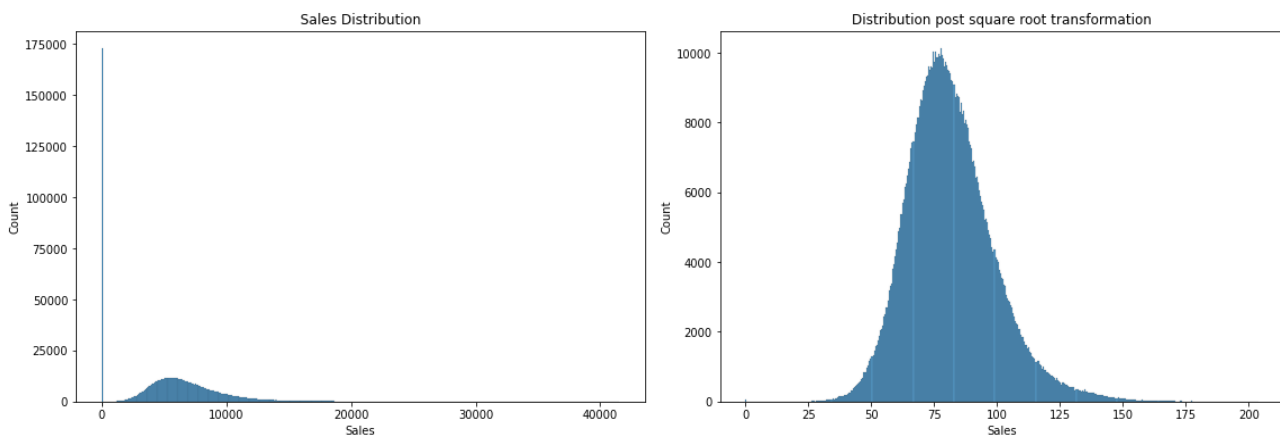 Sales Distribution
175000
150000
125000
100000
75000
50000
25000
0
Count
0 10000 20000 30000 40000
Sales
Distribution post square root transformation
10000
8000
6000
4000
2000
0
Count
0 25 50 75 100 125 150 175 200
Sales